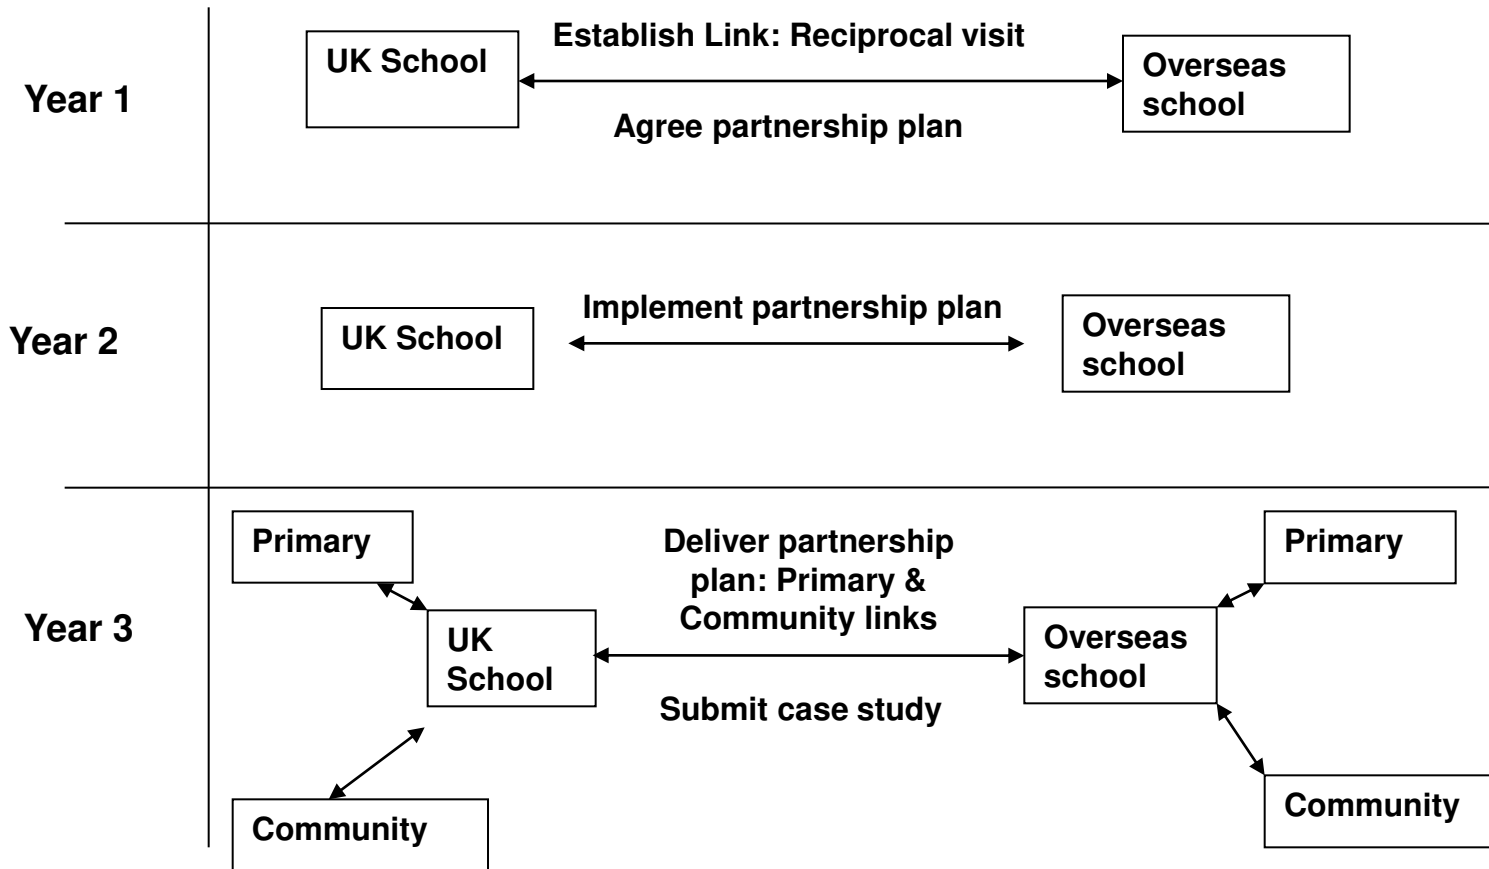 Year 1
UK School
Establish Link: Reciprocal visit
Agree partnership plan
Overseas
school
Year 2
UK School
Implement partnership plan
Overseas
school
Year 3
Primary
UK
School
Community
Deliver partnership
plan: Primary &
Community links
Submit case study
Overseas
school
Primary
Community